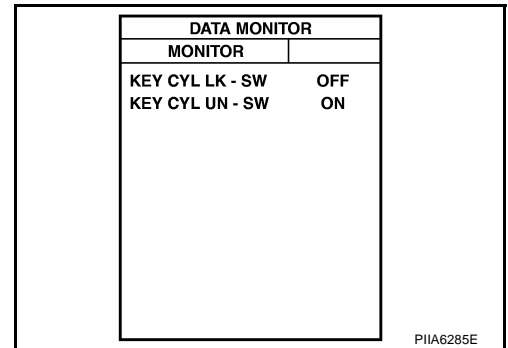 DATA MONITOR
MONITOR
KEY CYL LK - SW OFF
KEY CYL UN - SW ON
PIIA6285E